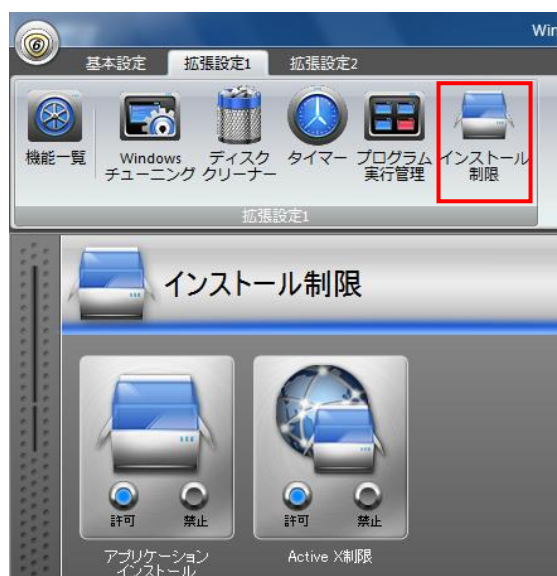 Win
6
基本設定 拡張設定1 拡張設定2
機能一覧
Windows
チューニング
ディスク
クリーナー
タイマー
プログラム
実行管理
インストール
制限
拡張設定1
インストール制限
許可 禁止
アプリケーション
インストール
許可 禁止
Active X制限